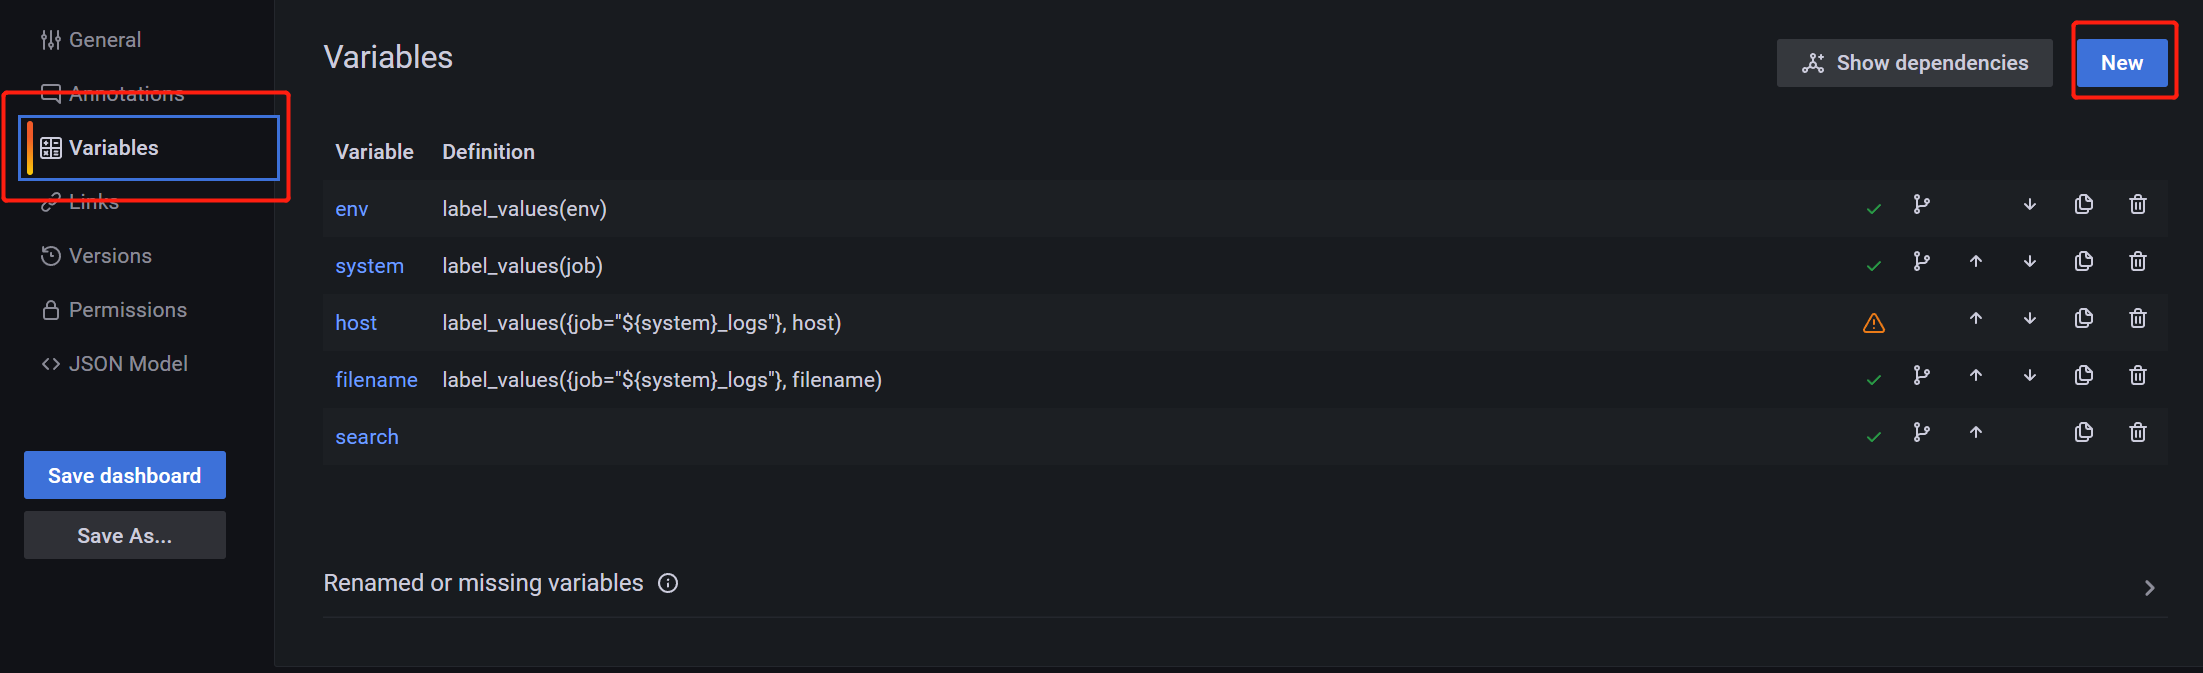 General
Annotations
Variables
Links
Versions
Permissions
JSON Model
Save dashboard
Save As...
Variables
Show dependencies
New
Variable Definition
env label_values(env)
system label_values(job)
host label_values({job="${system}_logs"}, host)
filename label_values({job="${system}_logs"}, filename)
search
Renamed or missing variables